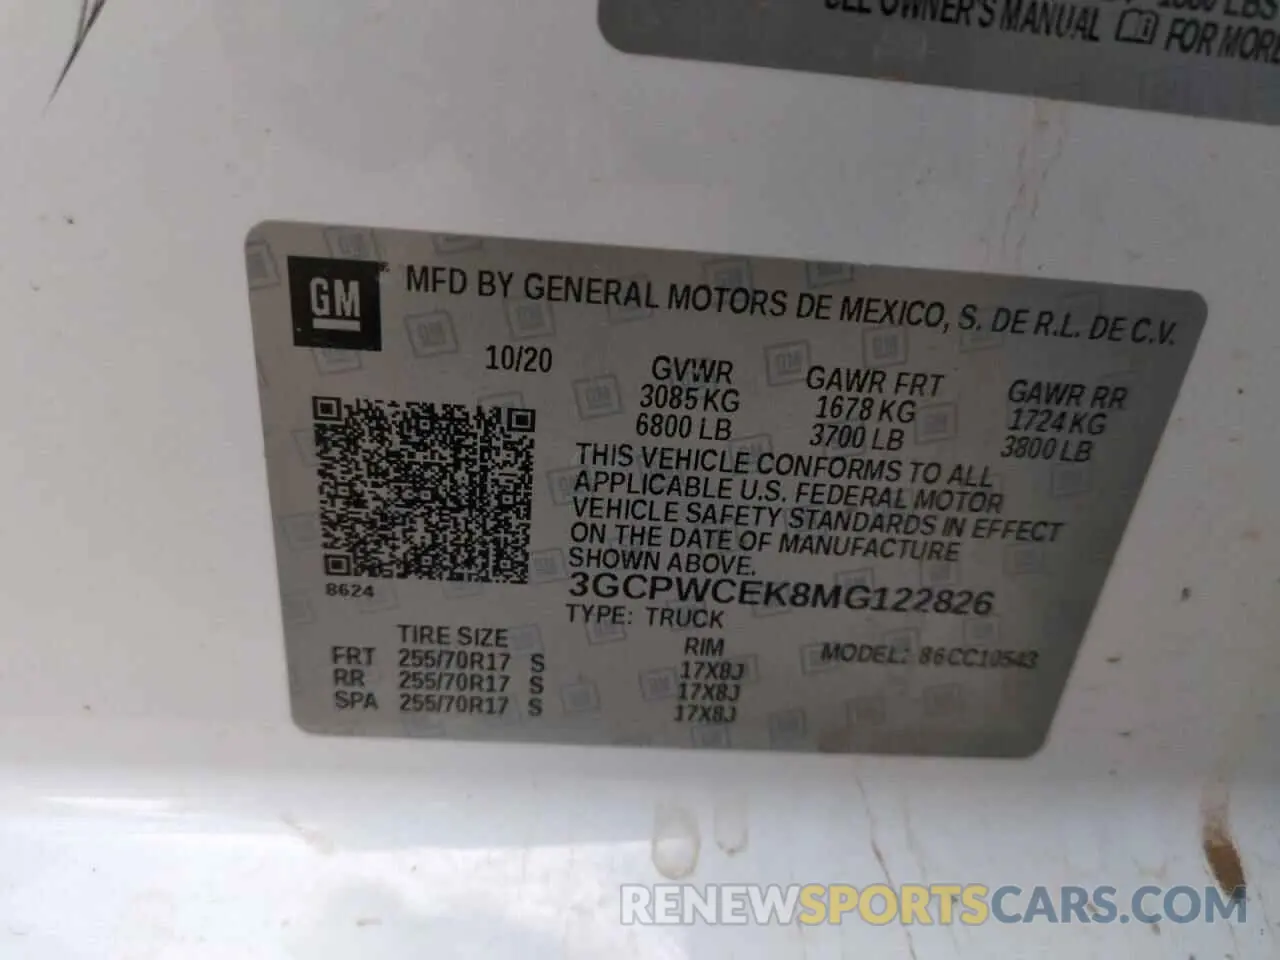 SEE OWNER'S MANUAL FOR MORE
GM
MFD BY GENERAL MOTORS DE MEXICO, S. DE R.L. DE C.V.
10/20 GVWR GAWR FRT GAWR RR
3085 KG 1678 KG 1724 KG
6800 LB 3700 LB 3800 LB
THIS VEHICLE CONFORMS TO ALL
APPLICABLE U.S. FEDERAL MOTOR
VEHICLE SAFETY STANDARDS IN EFFECT
ON THE DATE OF MANUFACTURE
SHOWN ABOVE.
3GCPWCEK8MG122826
8624
TYPE: TRUCK
TIRE SIZE RIM MODEL: 86CC10543
FRT 255/70R17 S 17X8J
RR 255/70R17 S 17X8J
SPA 255/70R17 S 17X8J
RENEWSPORTSCARS.COM